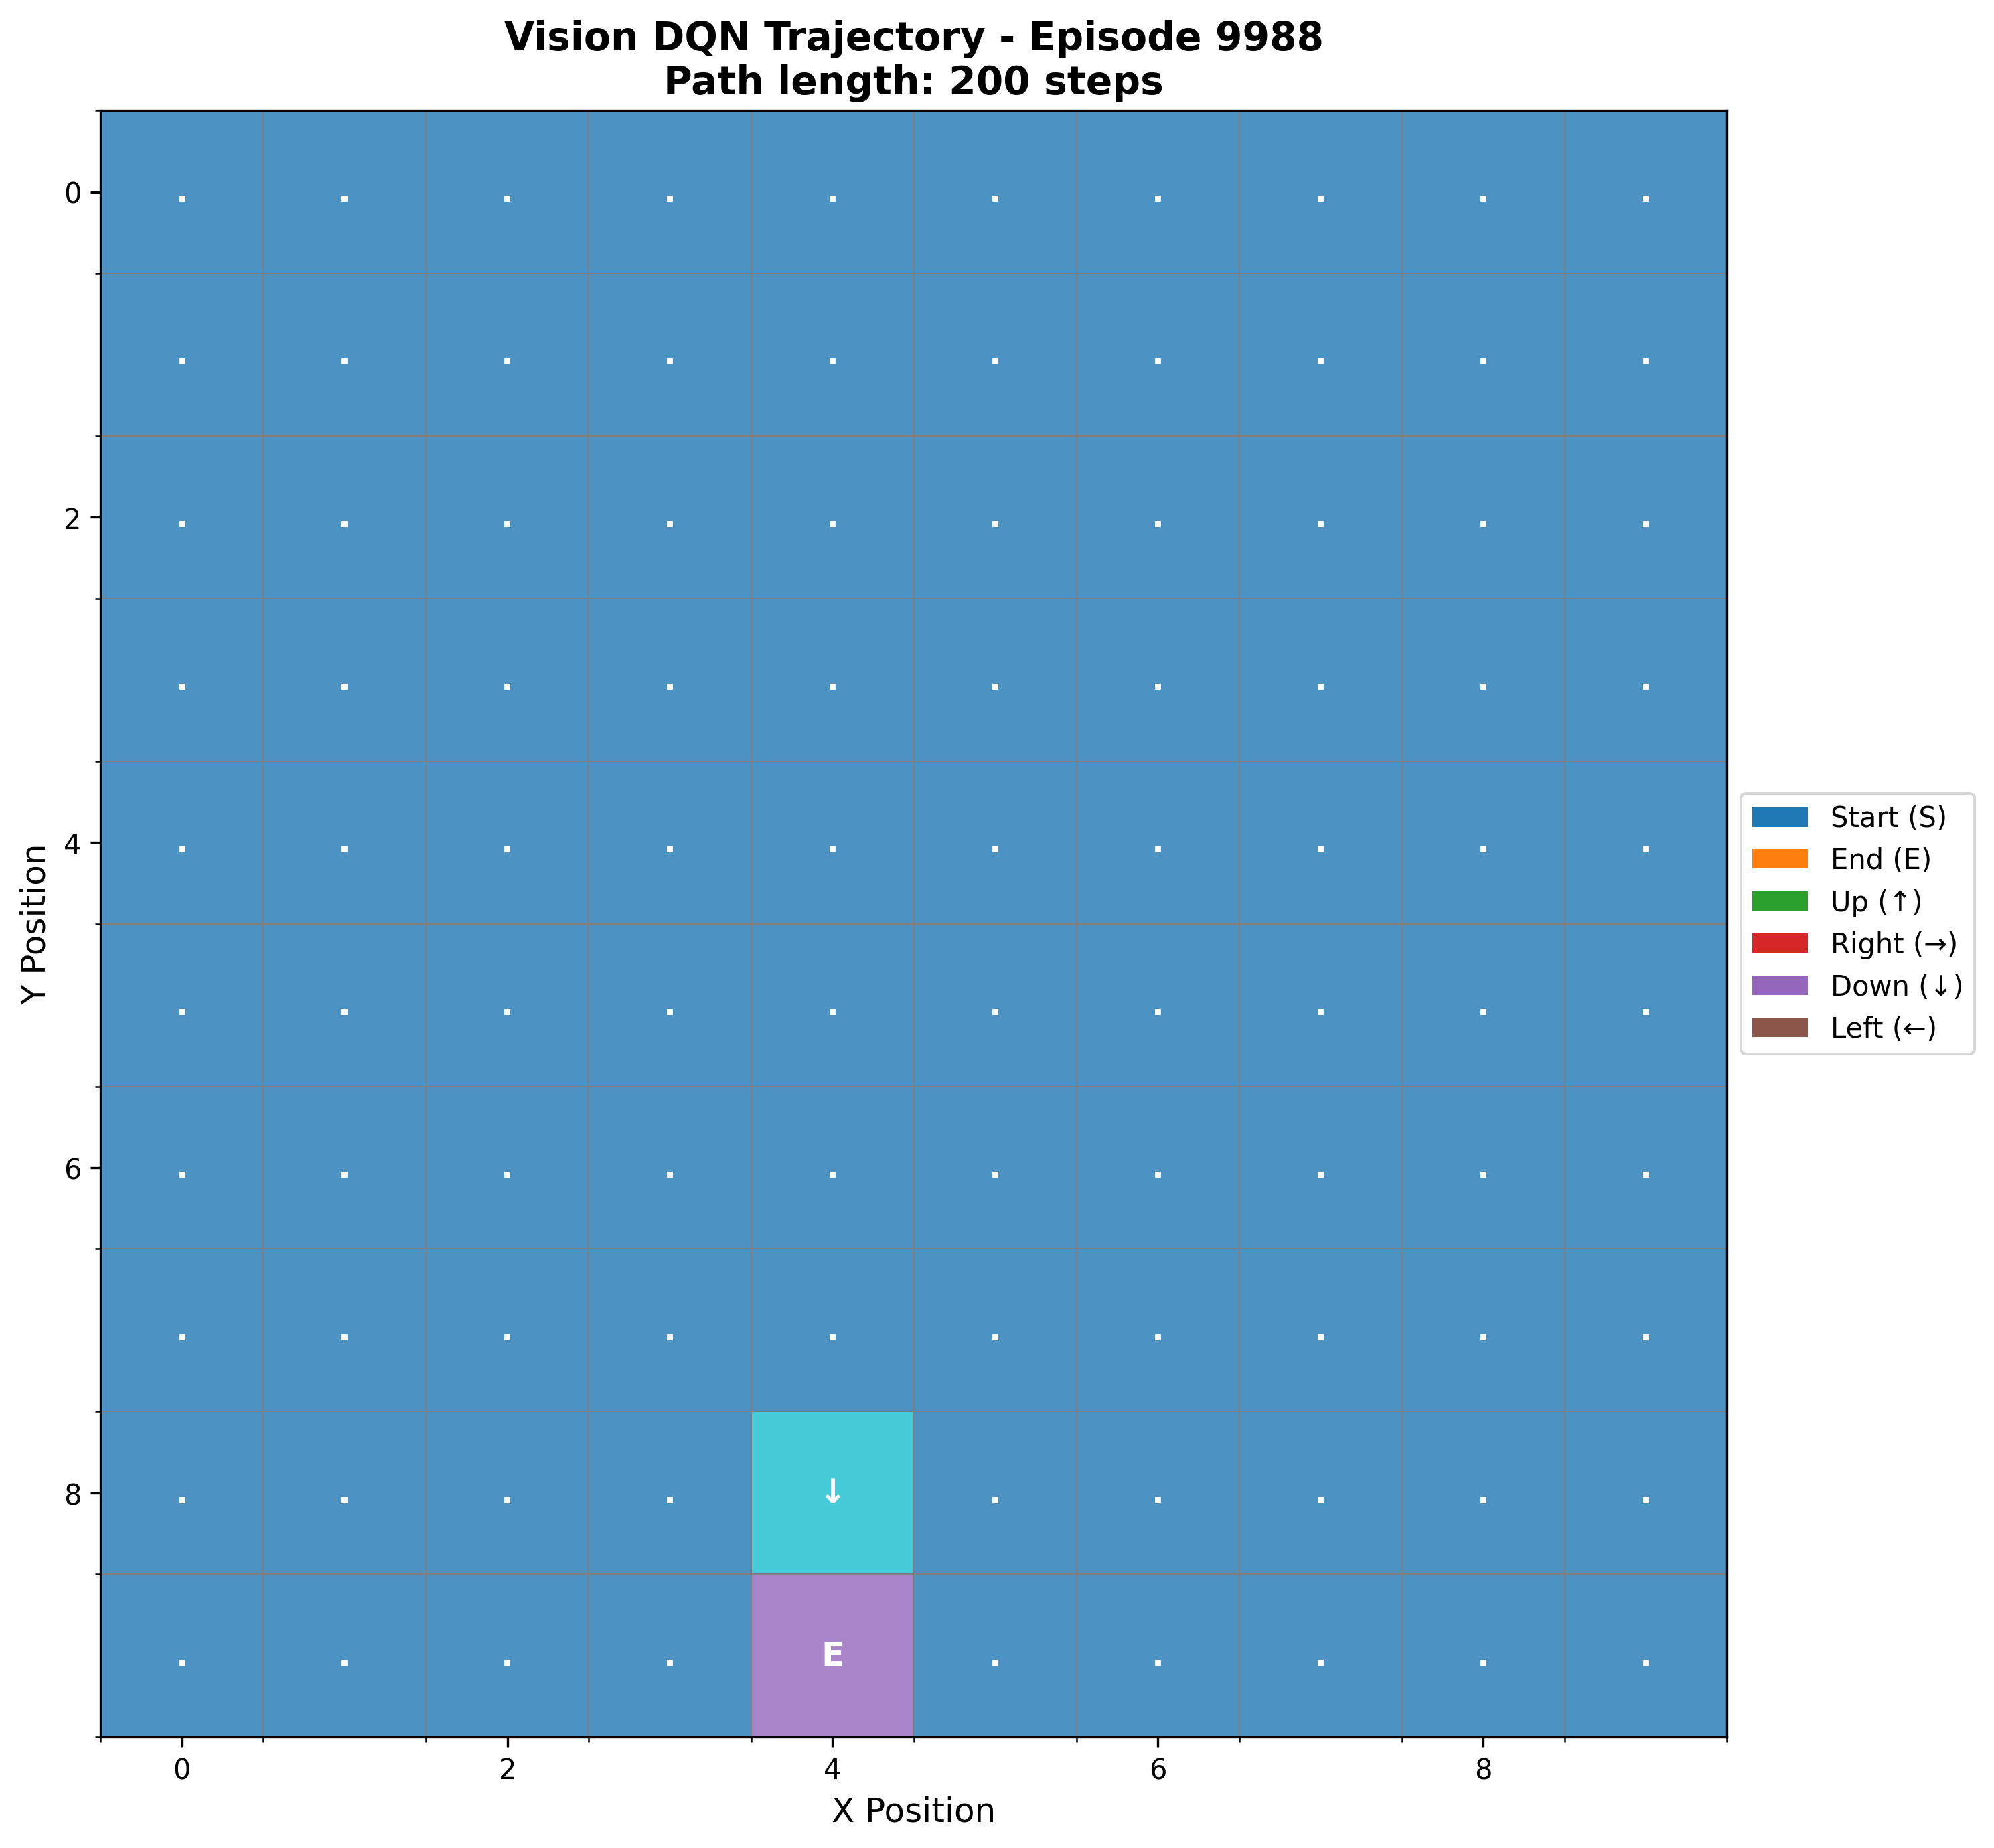 Vision DQN Trajectory - Episode 9988
Path length: 200 steps
0
2
4
6
8
Y Position
↓
E
0 2 4 6 8
X Position
Start (S)
End (E)
Up (↑)
Right (→)
Down (↓)
Left (←)